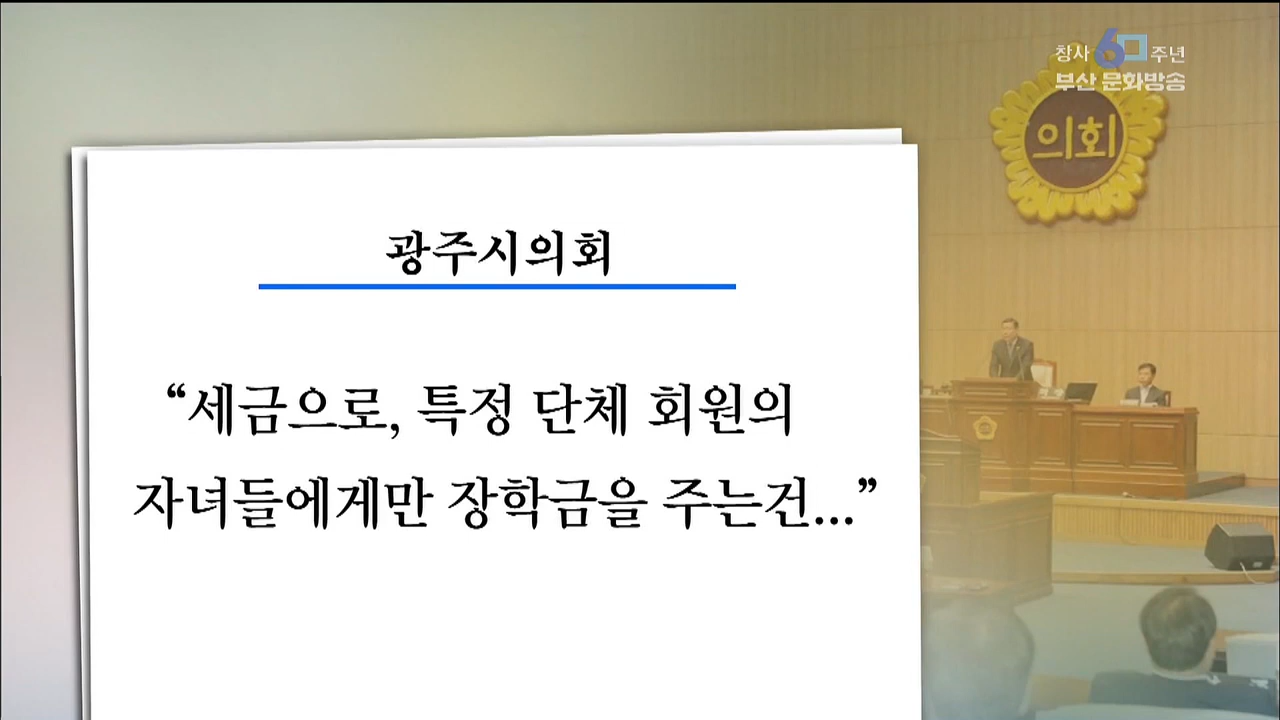 창사 60 주년
부산 문화방송
의회
광주시의회
“세금으로, 특정 단체 회원의
자녀들에게만 장학금을 주는건...”